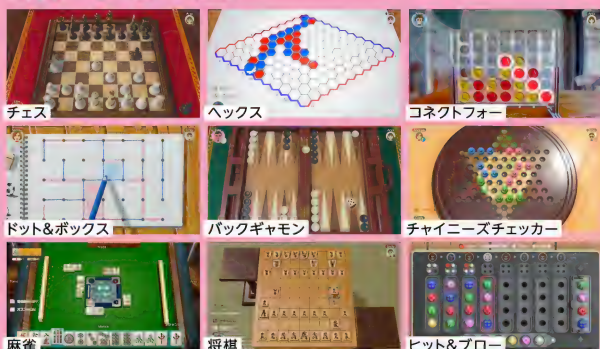 チェス
ヘックス
コネクトフォー
ドット&ボックス
バックギャモン
チャイニーズチェッカー
麻雀
将棋
ヒット&ブロー